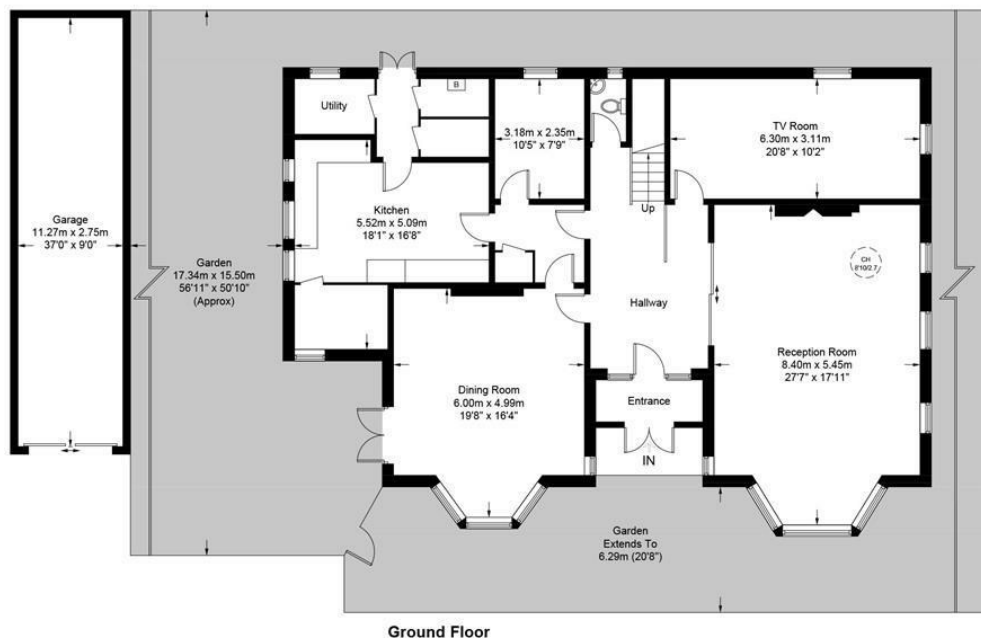 Utility
B
3.18m x 2.35m
10'5" x 7'9"
TV Room
6.30m x 3.11m
20'8" x 10'2"
Garage
11.27m x 2.75m
37'0" x 9'0"
Kitchen
5.52m x 5.09m
18'1" x 16'8"
Up
Garden
17.34m x 15.50m
56'11" x 50'10"
(Approx)
CH
8'10/2.7
Hallway
Reception Room
8.40m x 5.45m
27'7" x 17'11"
Dining Room
6.00m x 4.99m
19'8" x 16'4"
Entrance
IN
Garden
Extends To
6.29m (20'8")
Ground Floor